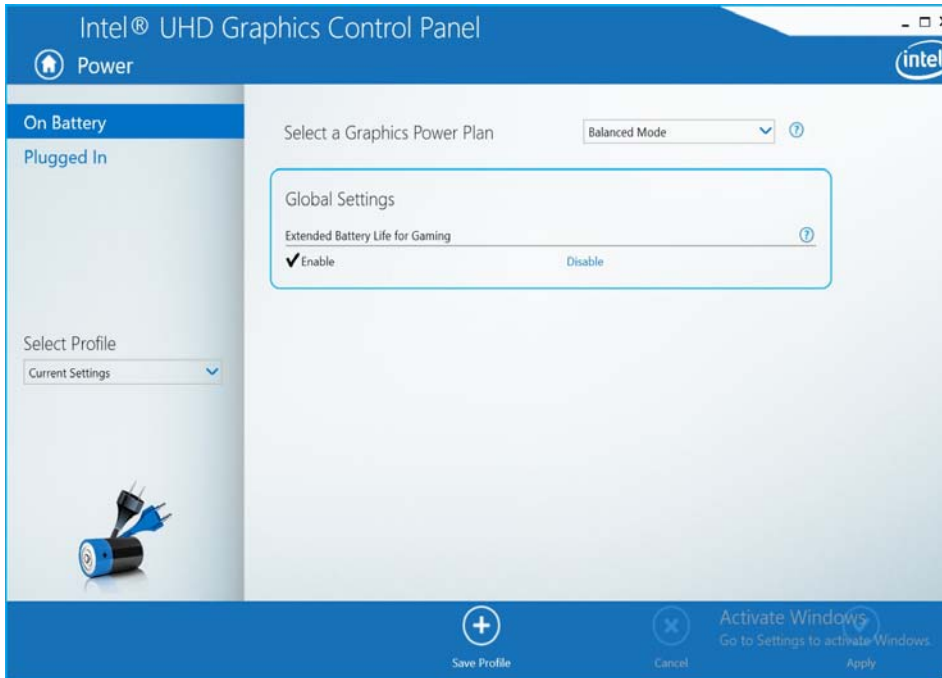 Intel® UHD Graphics Control Panel
Power
intel
On Battery
Plugged In
Select a Graphics Power Plan
Balanced Mode
?
Global Settings
Extended Battery Life for Gaming
?
Enable
Disable
Select Profile
Current Settings
Save Profile
Cancel
Apply
Activate Windows
Go to Settings to activate Windows.